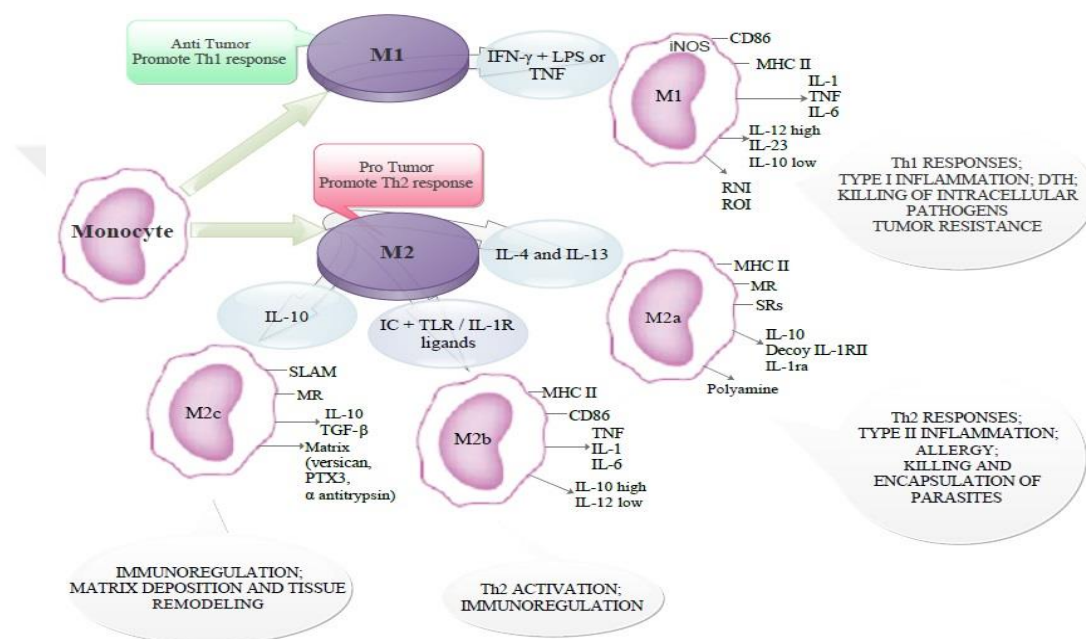 Anti Tumor
Promote Th1 response
M1
IFN-γ + LPS or
TNF
iNOS
CD86
MHC II
M1
IL-1
TNF
IL-6
IL-12 high
IL-23
IL-10 low
RNI
ROI
Th1 RESPONSES;
TYPE I INFLAMMATION; DTH;
KILLING OF INTRACELLULAR
PATHOGENS
TUMOR RESISTANCE
Pro Tumor
Promote Th2 response
Monocyte
M2
IL-4 and IL-13
IL-10
IC + TLR / IL-1R
ligands
MHC II
MR
SRs
M2a
IL-10
Decoy IL-1RII
IL-1ra
Polyamine
SLAM
MR
M2c
IL-10
TGF-β
Matrix
(versican,
PTX3,
α antitrypsin)
MHC II
CD86
M2b
TNF
IL-1
IL-6
IL-10 high
IL-12 low
Th2 RESPONSES;
TYPE II INFLAMMATION;
ALLERGY;
KILLING AND
ENCAPSULATION OF
PARASITES
IMMUNOREGULATION;
MATRIX DEPOSITION AND TISSUE
REMODELING
Th2 ACTIVATION;
IMMUNOREGULATION